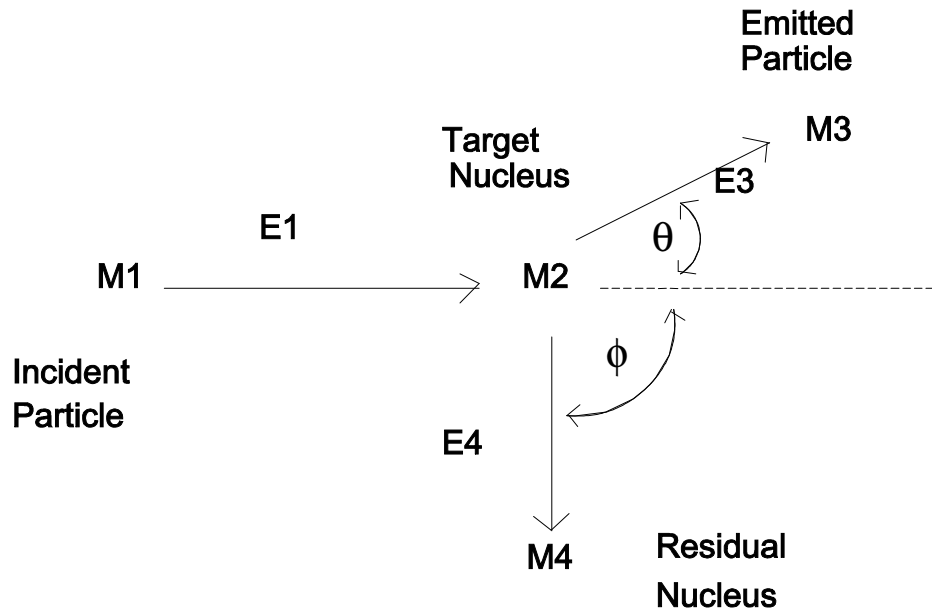 Emitted
Particle
M3
Target
Nucleus
E3
E1
θ
M1
M2
ϕ
Incident
Particle
E4
M4
Residual
Nucleus